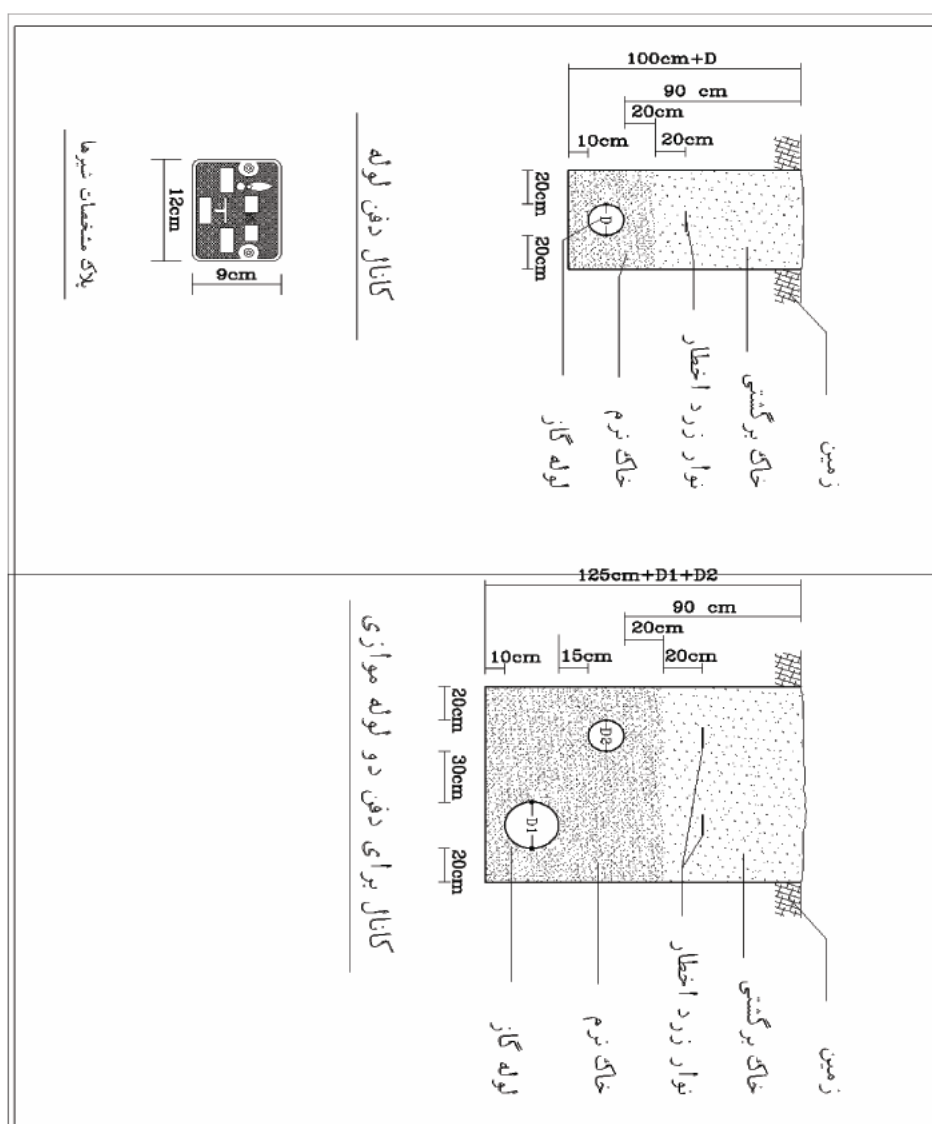 100cm+D
90 cm
20cm
20cm
10cm
20cm
20cm
D
زمین
خاک برگشتی
نوار زرد اخطار
خاک نرم
لوله گاز
کانال دفن لوله
12cm
9cm
پلاک مشخصات شیرها
125cm+D1+D2
90 cm
20cm
20cm
15cm
10cm
20cm
30cm
20cm
D2
D1
زمین
خاک برگشتی
نوار زرد اخطار
خاک نرم
لوله گاز
کانال برای دفن دو لوله موازی